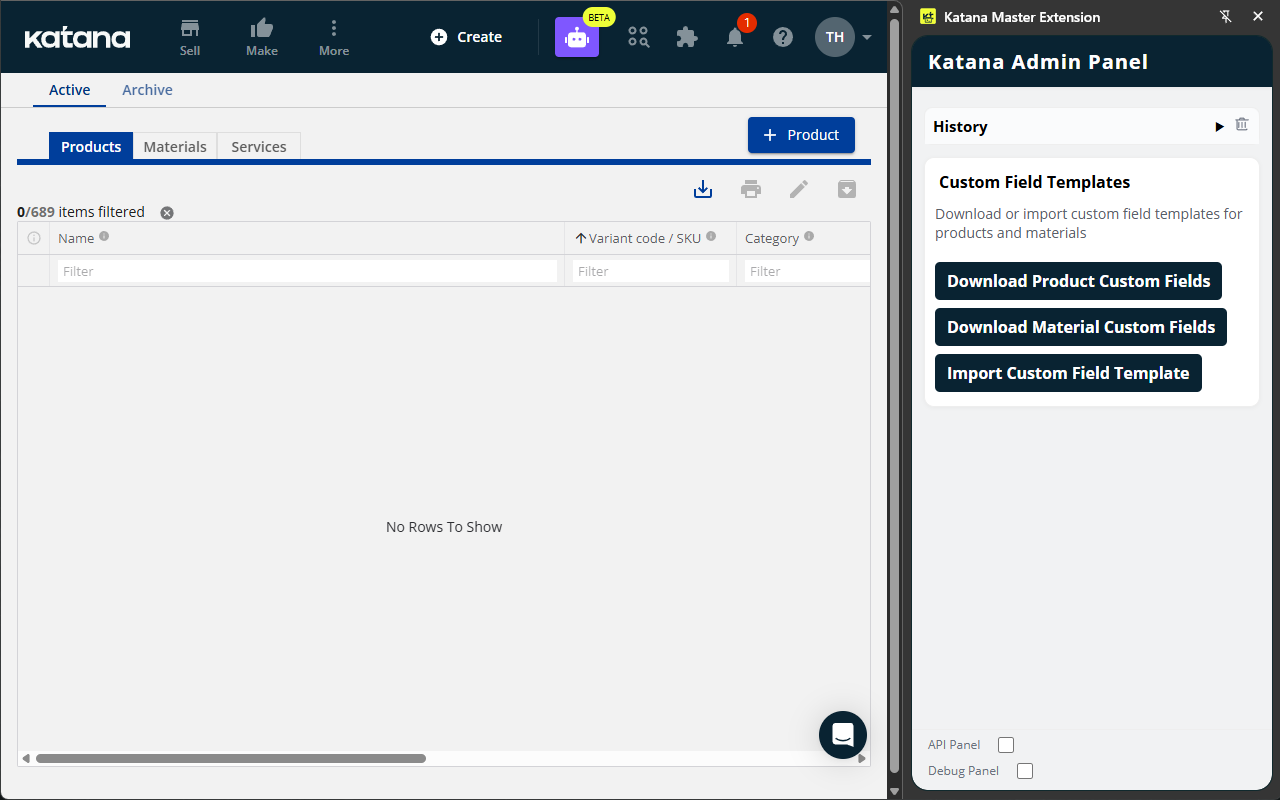 katana
Sell
Make
More
Create
BETA
1
TH
Active
Archive
Products
Materials
Services
+ Product
0/689 items filtered
Name
Variant code / SKU
Category
Filter
Filter
Filter
No Rows To Show
kt
Katana Master Extension
Katana Admin Panel
History
Custom Field Templates
Download or import custom field templates for
products and materials
Download Product Custom Fields
Download Material Custom Fields
Import Custom Field Template
API Panel
Debug Panel